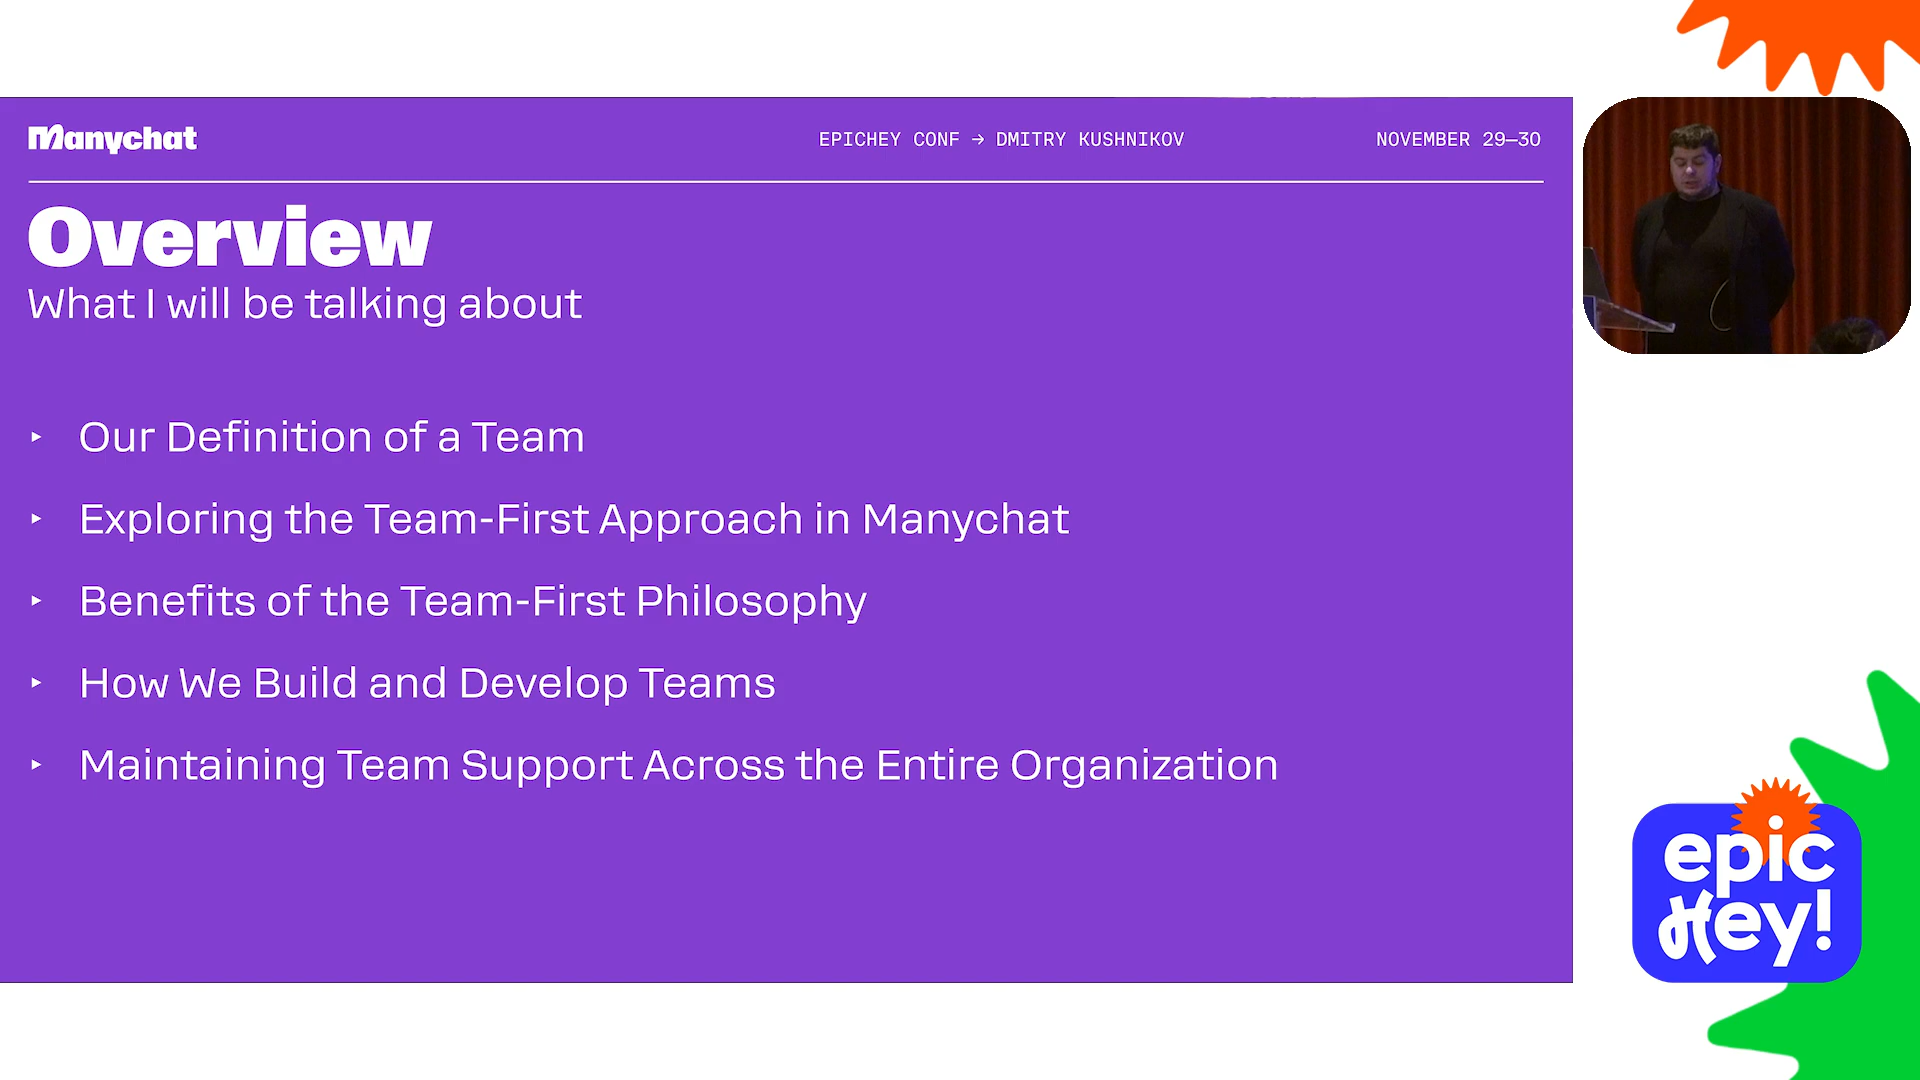 Manychat
EPICHEY CONF → DMITRY KUSHNIKOV
NOVEMBER 29—30
Overview
What I will be talking about
‣ Our Definition of a Team
‣ Exploring the Team-First Approach in Manychat
‣ Benefits of the Team-First Philosophy
‣ How We Build and Develop Teams
‣ Maintaining Team Support Across the Entire Organization
epic
Hey!